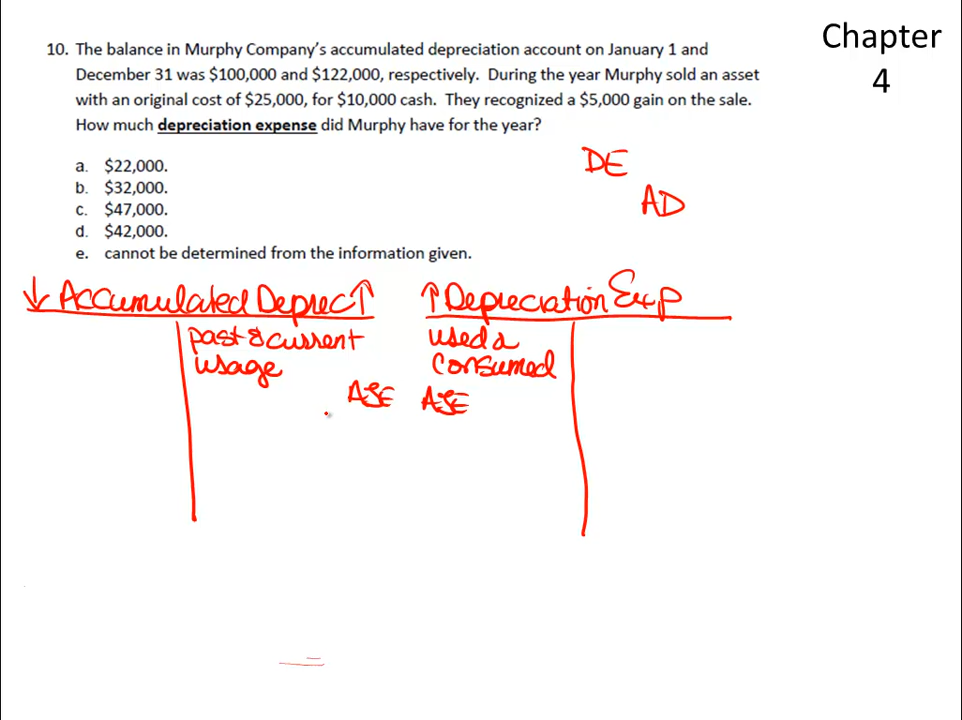 Chapter
4
10. The balance in Murphy Company's accumulated depreciation account on January 1 and
December 31 was $100,000 and $122,000, respectively. During the year Murphy sold an asset
with an original cost of $25,000, for $10,000 cash. They recognized a $5,000 gain on the sale.
How much depreciation expense did Murphy have for the year?
a. $22,000.
b. $32,000.
c. $47,000.
d. $42,000.
e. cannot be determined from the information given.
DE
AD
↓ Accumulated Deprec ↑ ↑ Depreciation Exp
past & current used &
usage consumed
AJE AJE